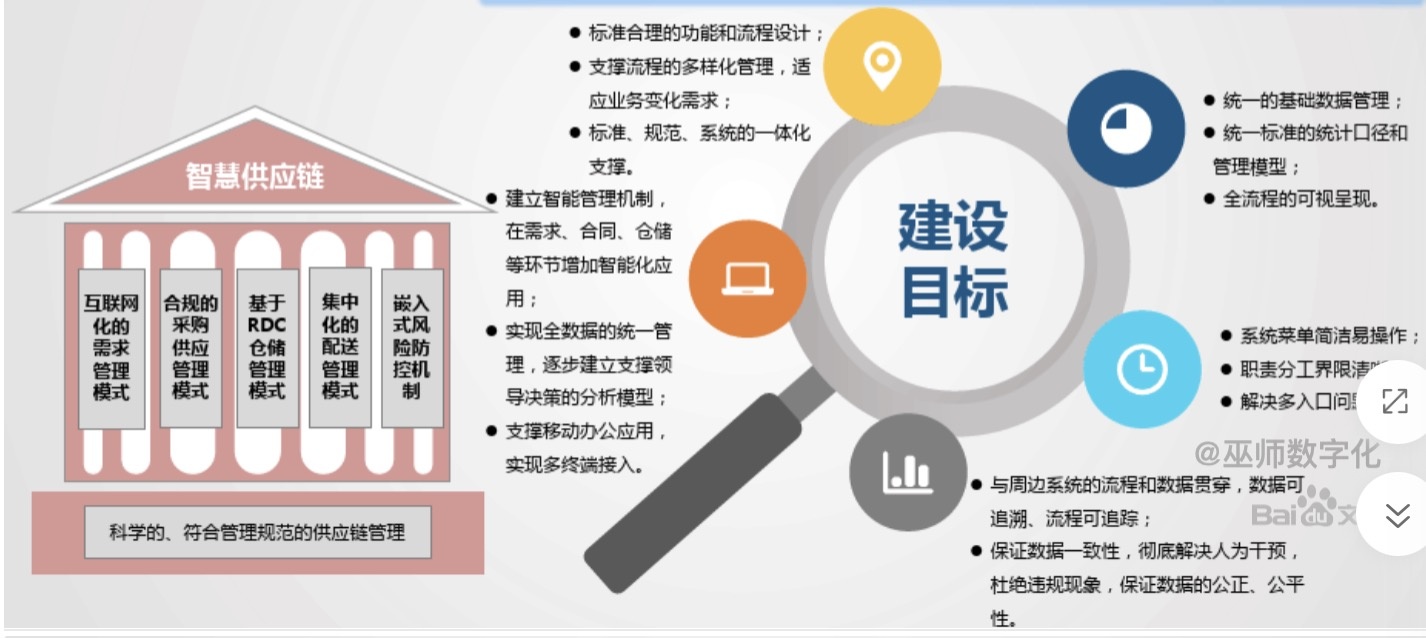 智慧供应链
互联网
化的
需求
管理
模式
合规的
采购
供应
管理
模式
基于
RDC
仓储
管理
模式
集中
化的
配送
管理
模式
嵌入
式风
险防
控机
制
科学的、符合管理规范的供应链管理
● 标准合理的功能和流程设计；
● 支撑流程的多样化管理，适
应业务变化需求；
● 标准、规范、系统的一体化
支撑。
● 建立智能管理机制，
在需求、合同、仓储
等环节增加智能化应
用；
● 实现全数据的统一管
理，逐步建立支撑领
导决策的分析模型；
● 支撑移动办公应用，
实现多终端接入。
建设
目标
● 统一的基础数据管理；
● 统一标准的统计口径和
管理模型；
● 全流程的可视呈现。
● 系统菜单简洁易操作；
● 职责分工界限清
● 解决多入口问
● 与周边系统的流程和数据贯穿，数据可
追溯、流程可追踪；
● 保证数据一致性，彻底解决人为干预，
杜绝违规现象，保证数据的公正、公平
性。
@巫师数字化
Bai du 文